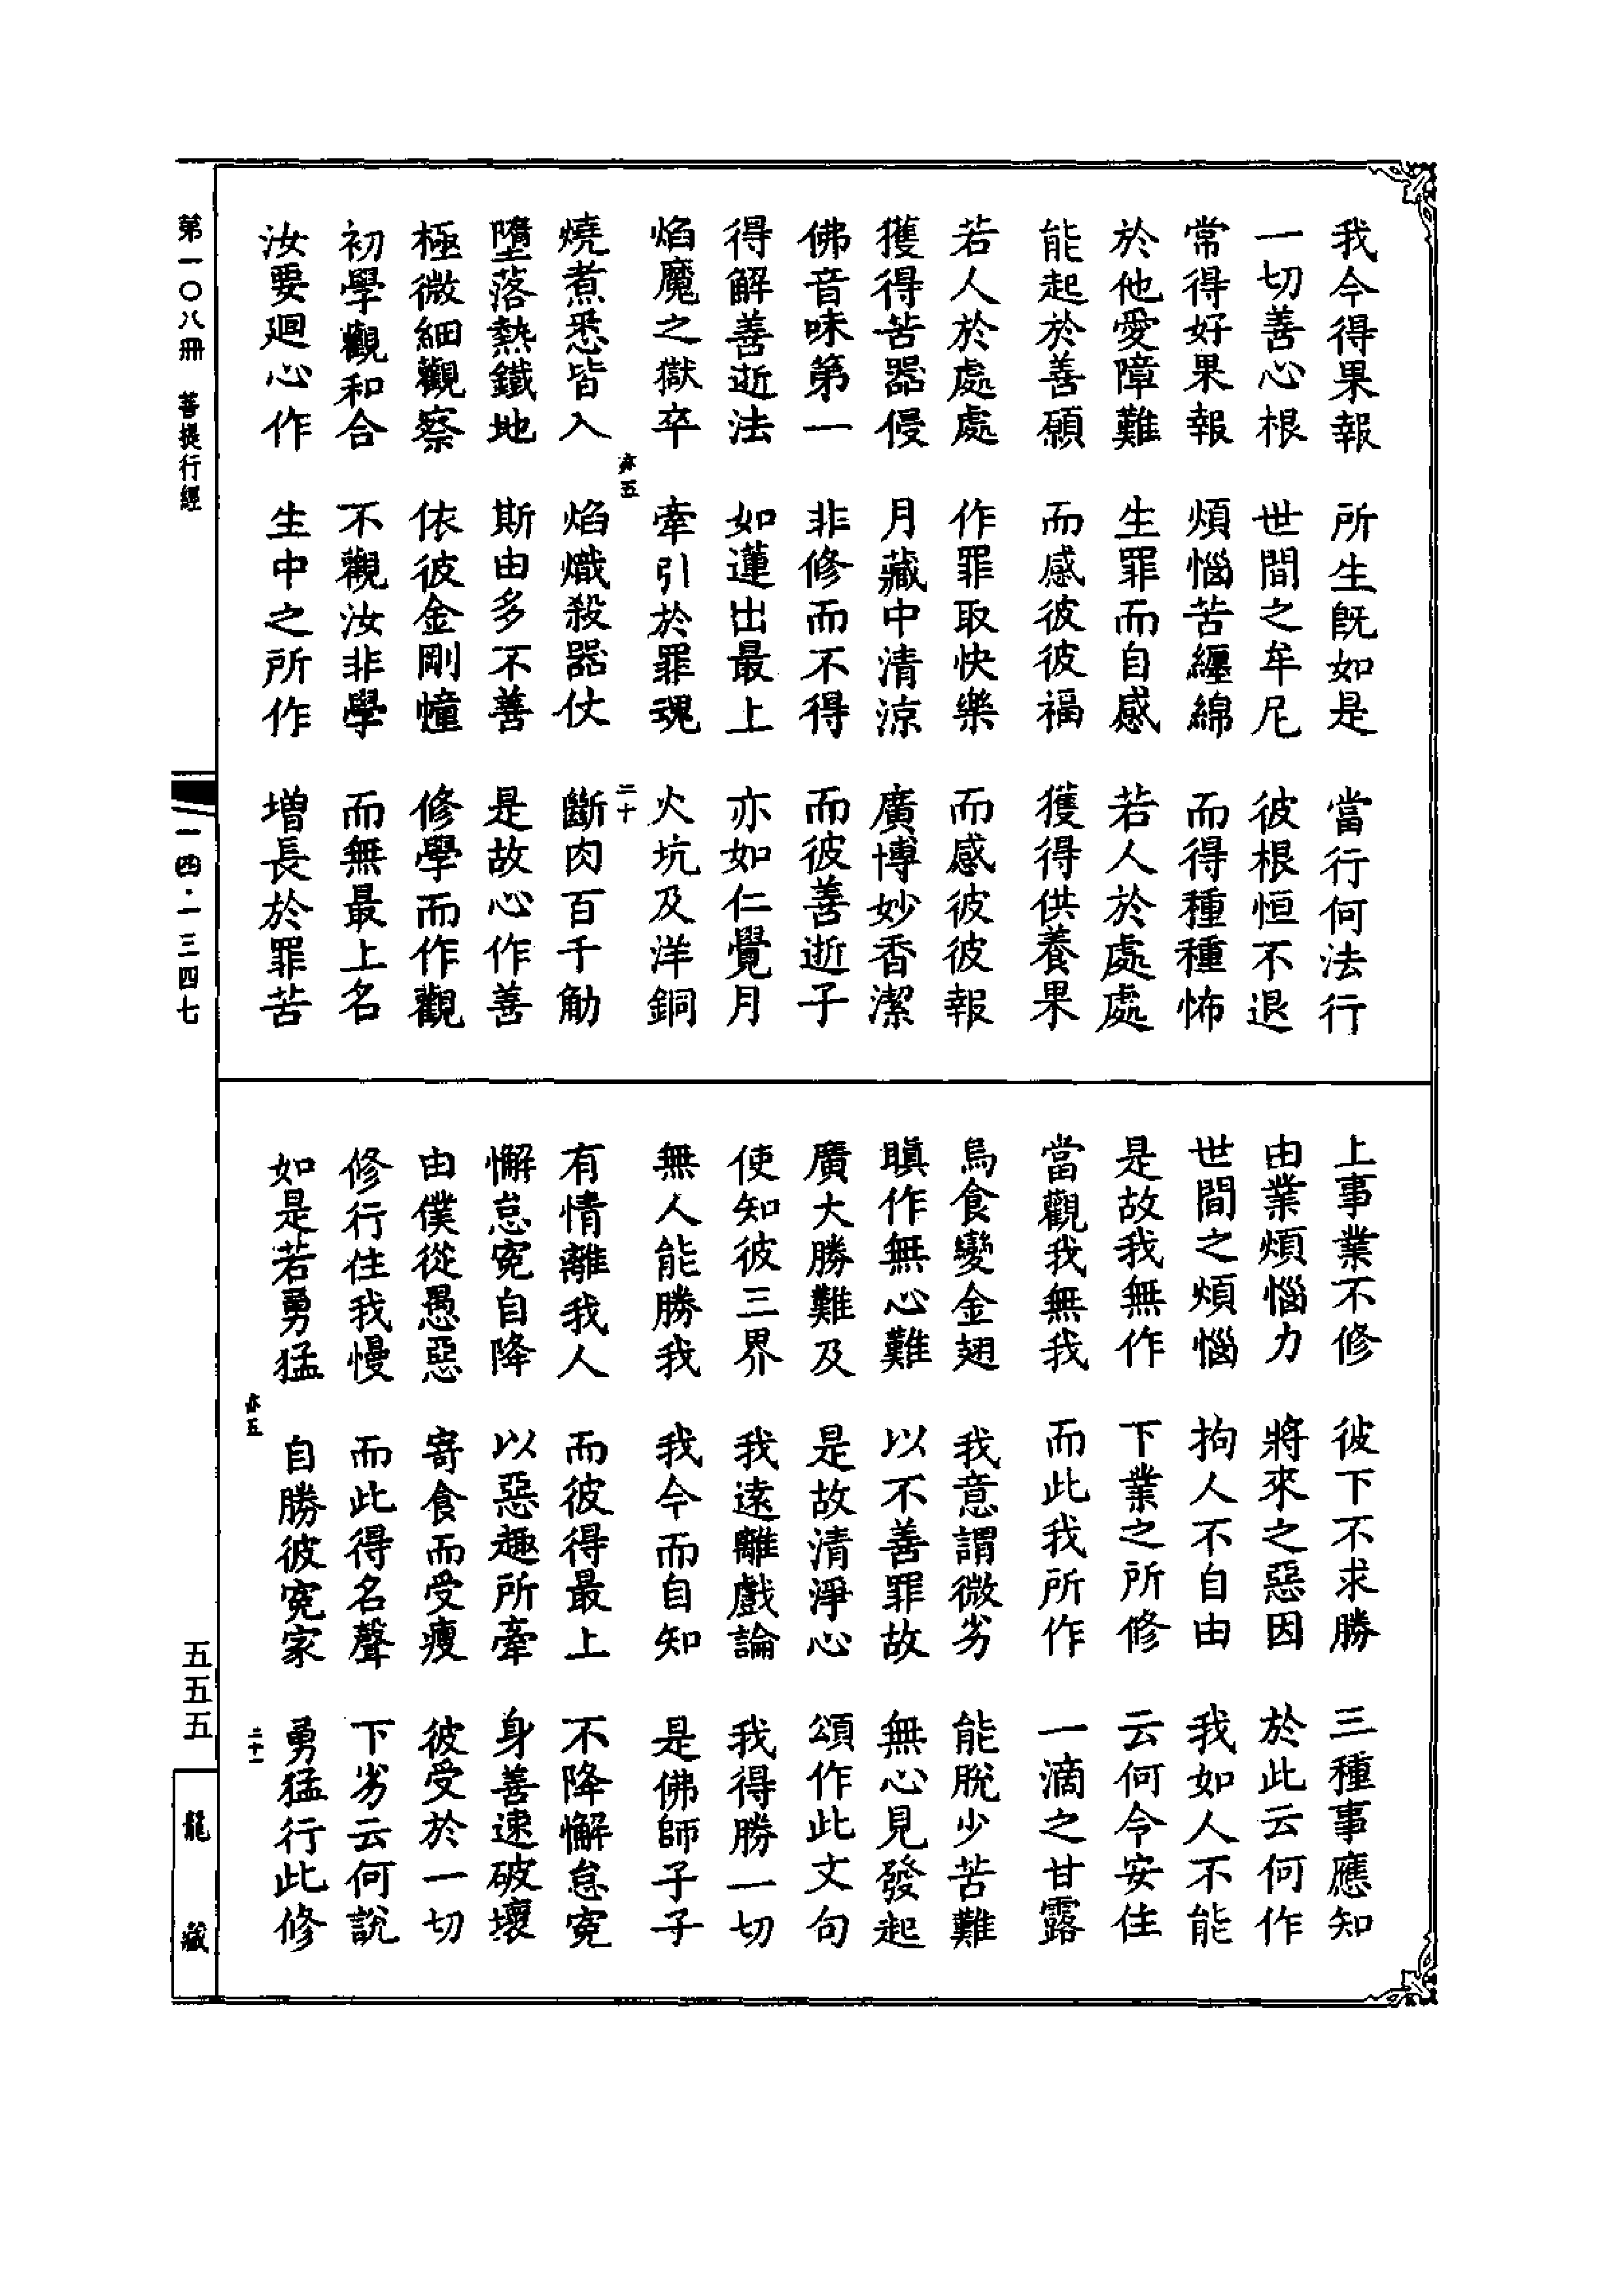 我今得果報　所生既如是　當行何法行
一切善心根　世間之牟尼　彼根恒不退
常得好果報　煩惱苦纏綿　而得種種怖
於他愛障難　生罪而自感　若人於處處
能起於善願　而感彼彼福　獲得供養果
若人於處處　作罪取快樂　而感彼彼報
獲得苦器侵　月藏中清涼　廣博妙香潔
佛音味第一　非修而不得　而彼善逝子
得解善逝法　如蓮出最上　亦如仁覺月
焰魔之獄卒　牽引於罪魂　火坑及洋銅
亦五　二十
燒煮悉皆入　焰熾殺器仗　斷肉百千斤
墮落熱鐵地　斯由多不善　是故心作善
極微細觀察　依彼金剛幢　修學而作觀
初學觀和合　不觀汝非學　而無最上名
汝要迴心作　生中之所作　增長於罪苦
上事業不修　彼下不求勝　三種事應知
由業煩惱力　將來之惡因　於此云何作
世間之煩惱　拘人不自由　我如人不能
是故我無作　下業之所修　云何令安住
當觀我無我　而此我所作　一滴之甘露
烏食變金翅　我意謂微劣　能脫少苦難
瞋作無心難　以不善罪故　無心見發起
廣大勝難及　是故清淨心　頌作此文句
使知彼三界　我遠離戲論　我得勝一切
無人能勝我　我今而自知　是佛師子子
有情離我人　而彼得最上　不降懈怠寃
懈怠寃自降　以惡趣所牽　身善速破壞
由僕從愚惡　寄食而受瘦　彼受於一切
修行住我慢　而此得名聲　下劣云何說
如是若勇猛　自勝彼寃家　勇猛行此修
亦五　二十一
第一〇八冊　菩提行經
一四·一三四七
五五五
龍藏